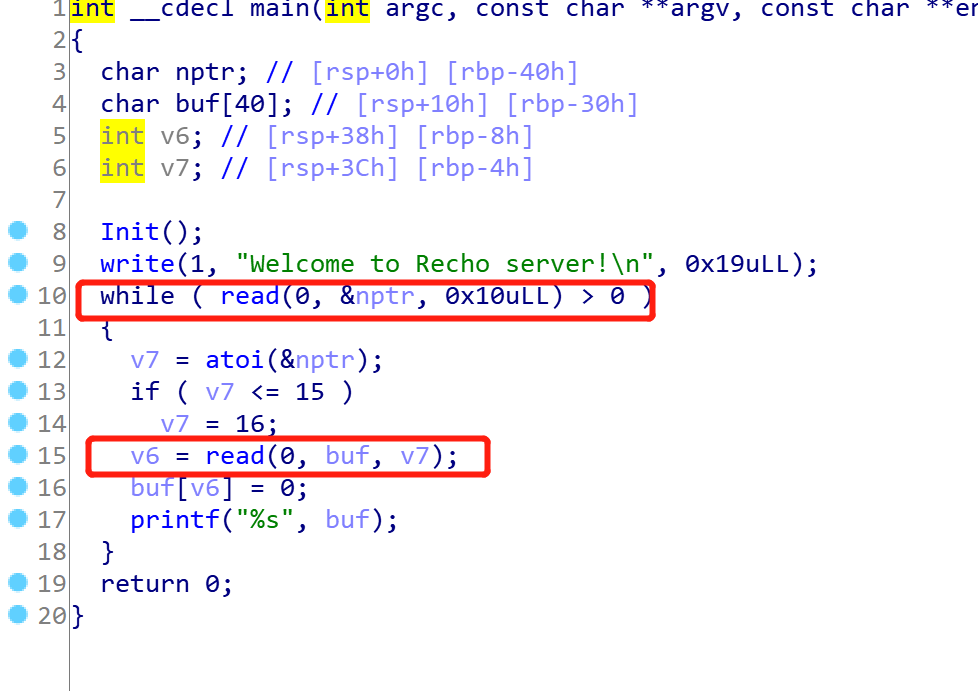 1 int __cdecl main(int argc, const char **argv, const char **en
2 {
3 char nptr; // [rsp+0h] [rbp-40h]
4 char buf[40]; // [rsp+10h] [rbp-30h]
5 int v6; // [rsp+38h] [rbp-8h]
6 int v7; // [rsp+3Ch] [rbp-4h]
7
8 Init();
9 write(1, "Welcome to Recho server!\n", 0x19uLL);
10 while ( read(0, &nptr, 0x10uLL) > 0 )
11 {
12 v7 = atoi(&nptr);
13 if ( v7 <= 15 )
14 v7 = 16;
15 v6 = read(0, buf, v7);
16 buf[v6] = 0;
17 printf("%s", buf);
18 }
19 return 0;
20 }